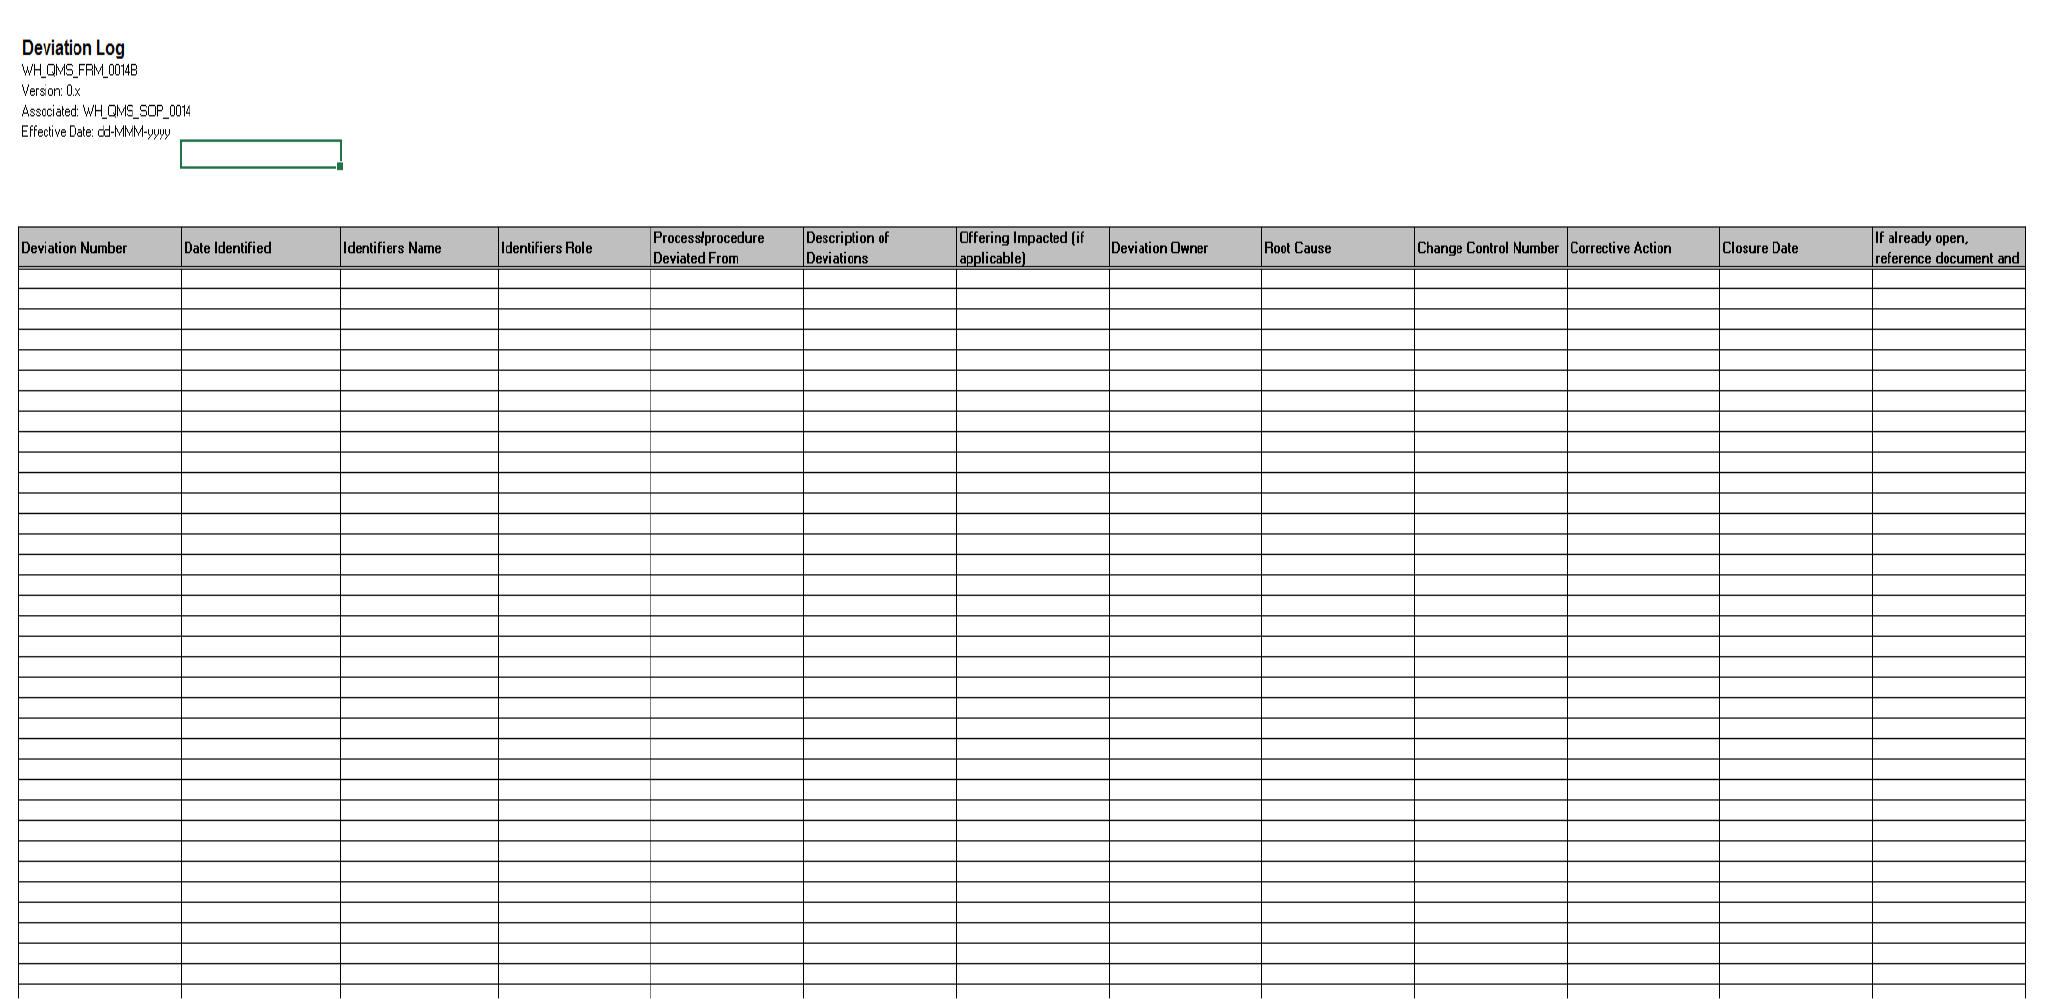 Deviation Log
WH_QMS_FRM_0014B
Version: 0.x
Associated: WH_QMS_SOP_0014
Effective Date: dd-MMM-yyyy
Deviation Number
Date Identified
Identifiers Name
Identifiers Role
Process/procedure
Deviated From
Description of
Deviations
Offering Impacted (if
applicable)
Deviation Owner
Root Cause
Change Control Number
Corrective Action
Closure Date
If already open,
reference document and